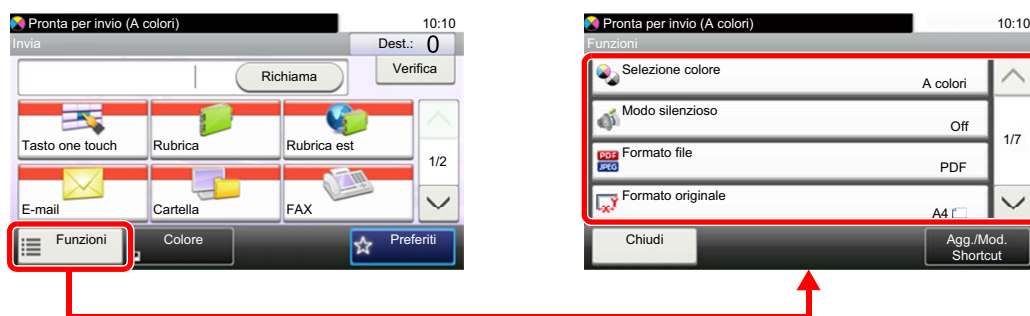 Pronta per invio (A colori)
10:10
Invia
Dest.: 0
Richiama
Verifica
Tasto one touch
Rubrica
Rubrica est
1/2
E-mail
Cartella
FAX
Funzioni
Colore
Preferiti
Pronta per invio (A colori)
10:10
Funzioni
Selezione colore
A colori
Modo silenzioso
Off
1/7
PDF
JPEG
Formato file
PDF
Formato originale
A4
Chiudi
Agg./Mod.
Shortcut